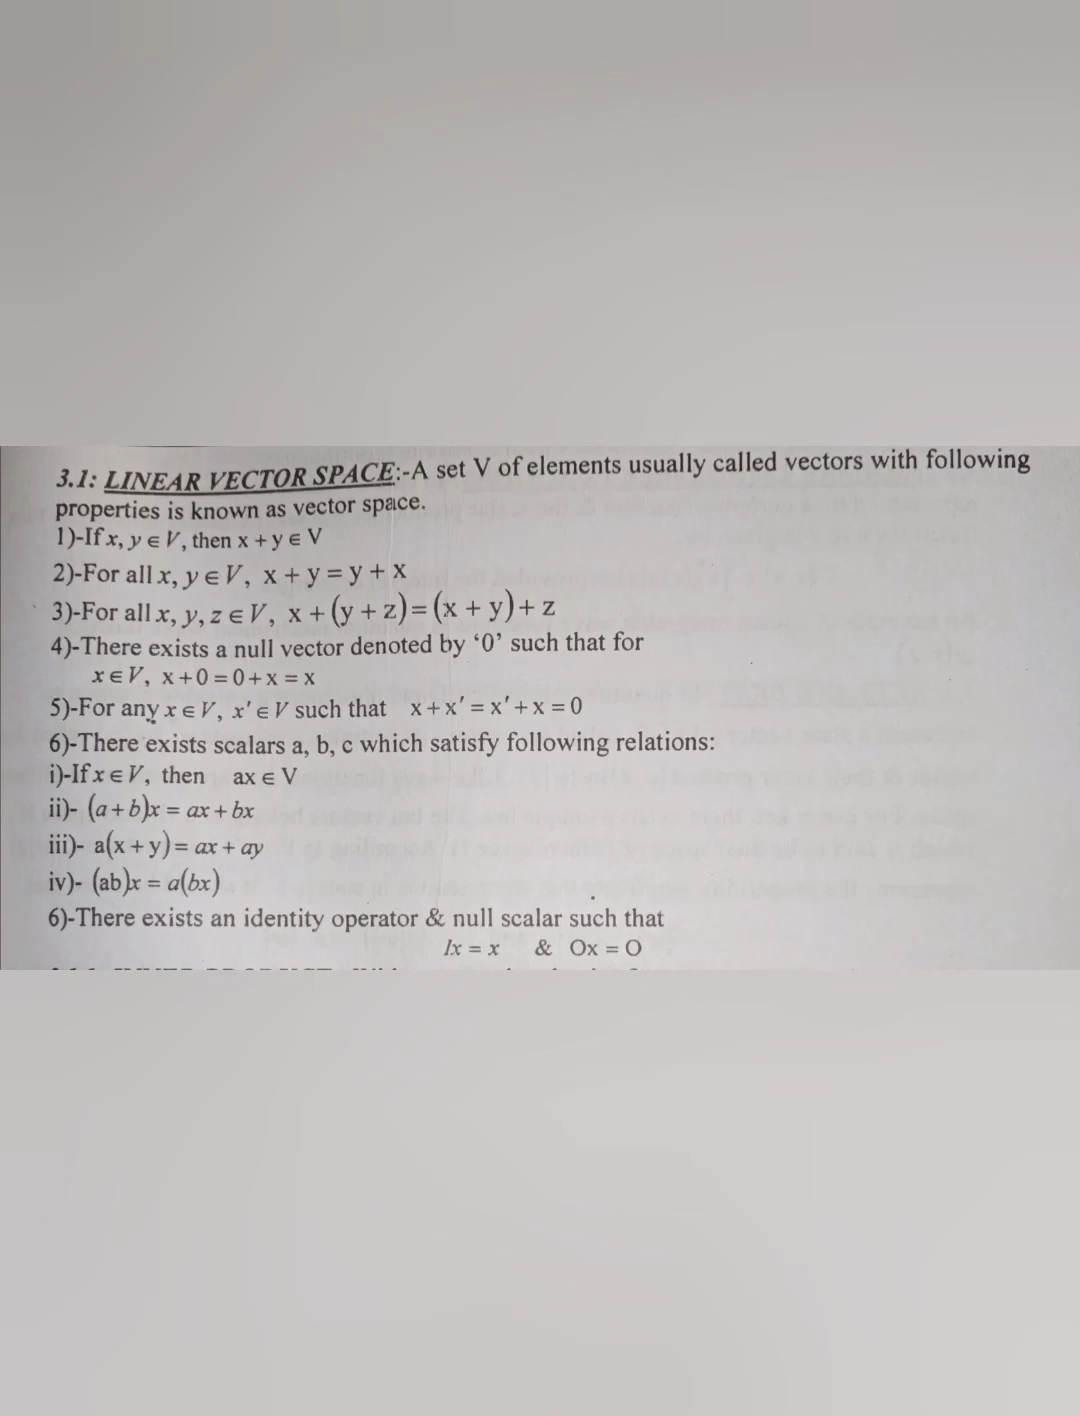 3.1: LINEAR VECTOR SPACE:-A set V of elements usually called vectors with following
properties is known as vector space.
1)-If x, y ∈ V, then x + y ∈ V
2)-For all x, y ∈ V, x + y = y + x
3)-For all x, y, z ∈ V, x + (y + z) = (x + y) + z
4)-There exists a null vector denoted by ‘0’ such that for
x ∈ V, x + 0 = 0 + x = x
5)-For any x ∈ V, x' ∈ V such that x + x' = x' + x = 0
6)-There exists scalars a, b, c which satisfy following relations:
i)-If x ∈ V, then ax ∈ V
ii)- (a + b)x = ax + bx
iii)- a(x + y) = ax + ay
iv)- (ab)x = a(bx)
6)-There exists an identity operator & null scalar such that
Ix = x & Ox = O